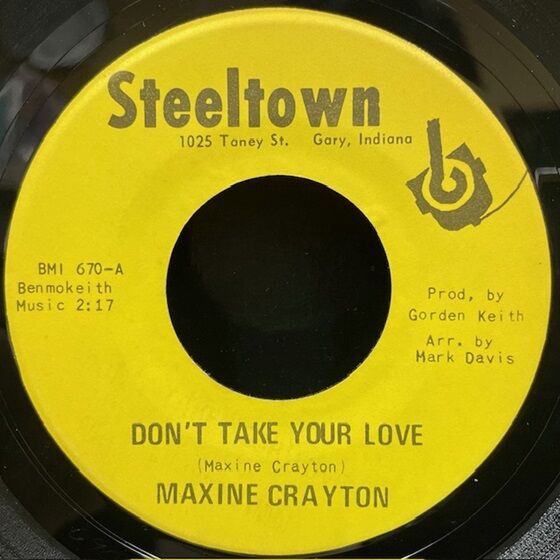 Steeltown
1025 Taney St. Gary, Indiana
BMI 670-A
Benmokeith
Music 2:17
Prod, by
Gorden Keith
Arr. by
Mark Davis
DON'T TAKE YOUR LOVE
(Maxine Crayton)
MAXINE CRAYTON